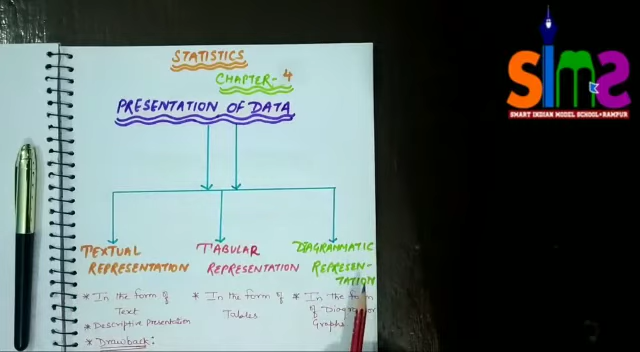 STATISTICS
CHAPTER-4
PRESENTATION OF DATA
TEXTUAL
REPRESENTATION
* In the form of
Text
* Descriptive Presentation
* Drawback:
TABULAR
REPRESENTATION
* In the form of
Tables
DIAGRAMMATIC
REPRESEN-
TATION
* In the form
of Diagram or
Graphs
SIMS
SMART INDIAN MODEL SCHOOL RAMPUR